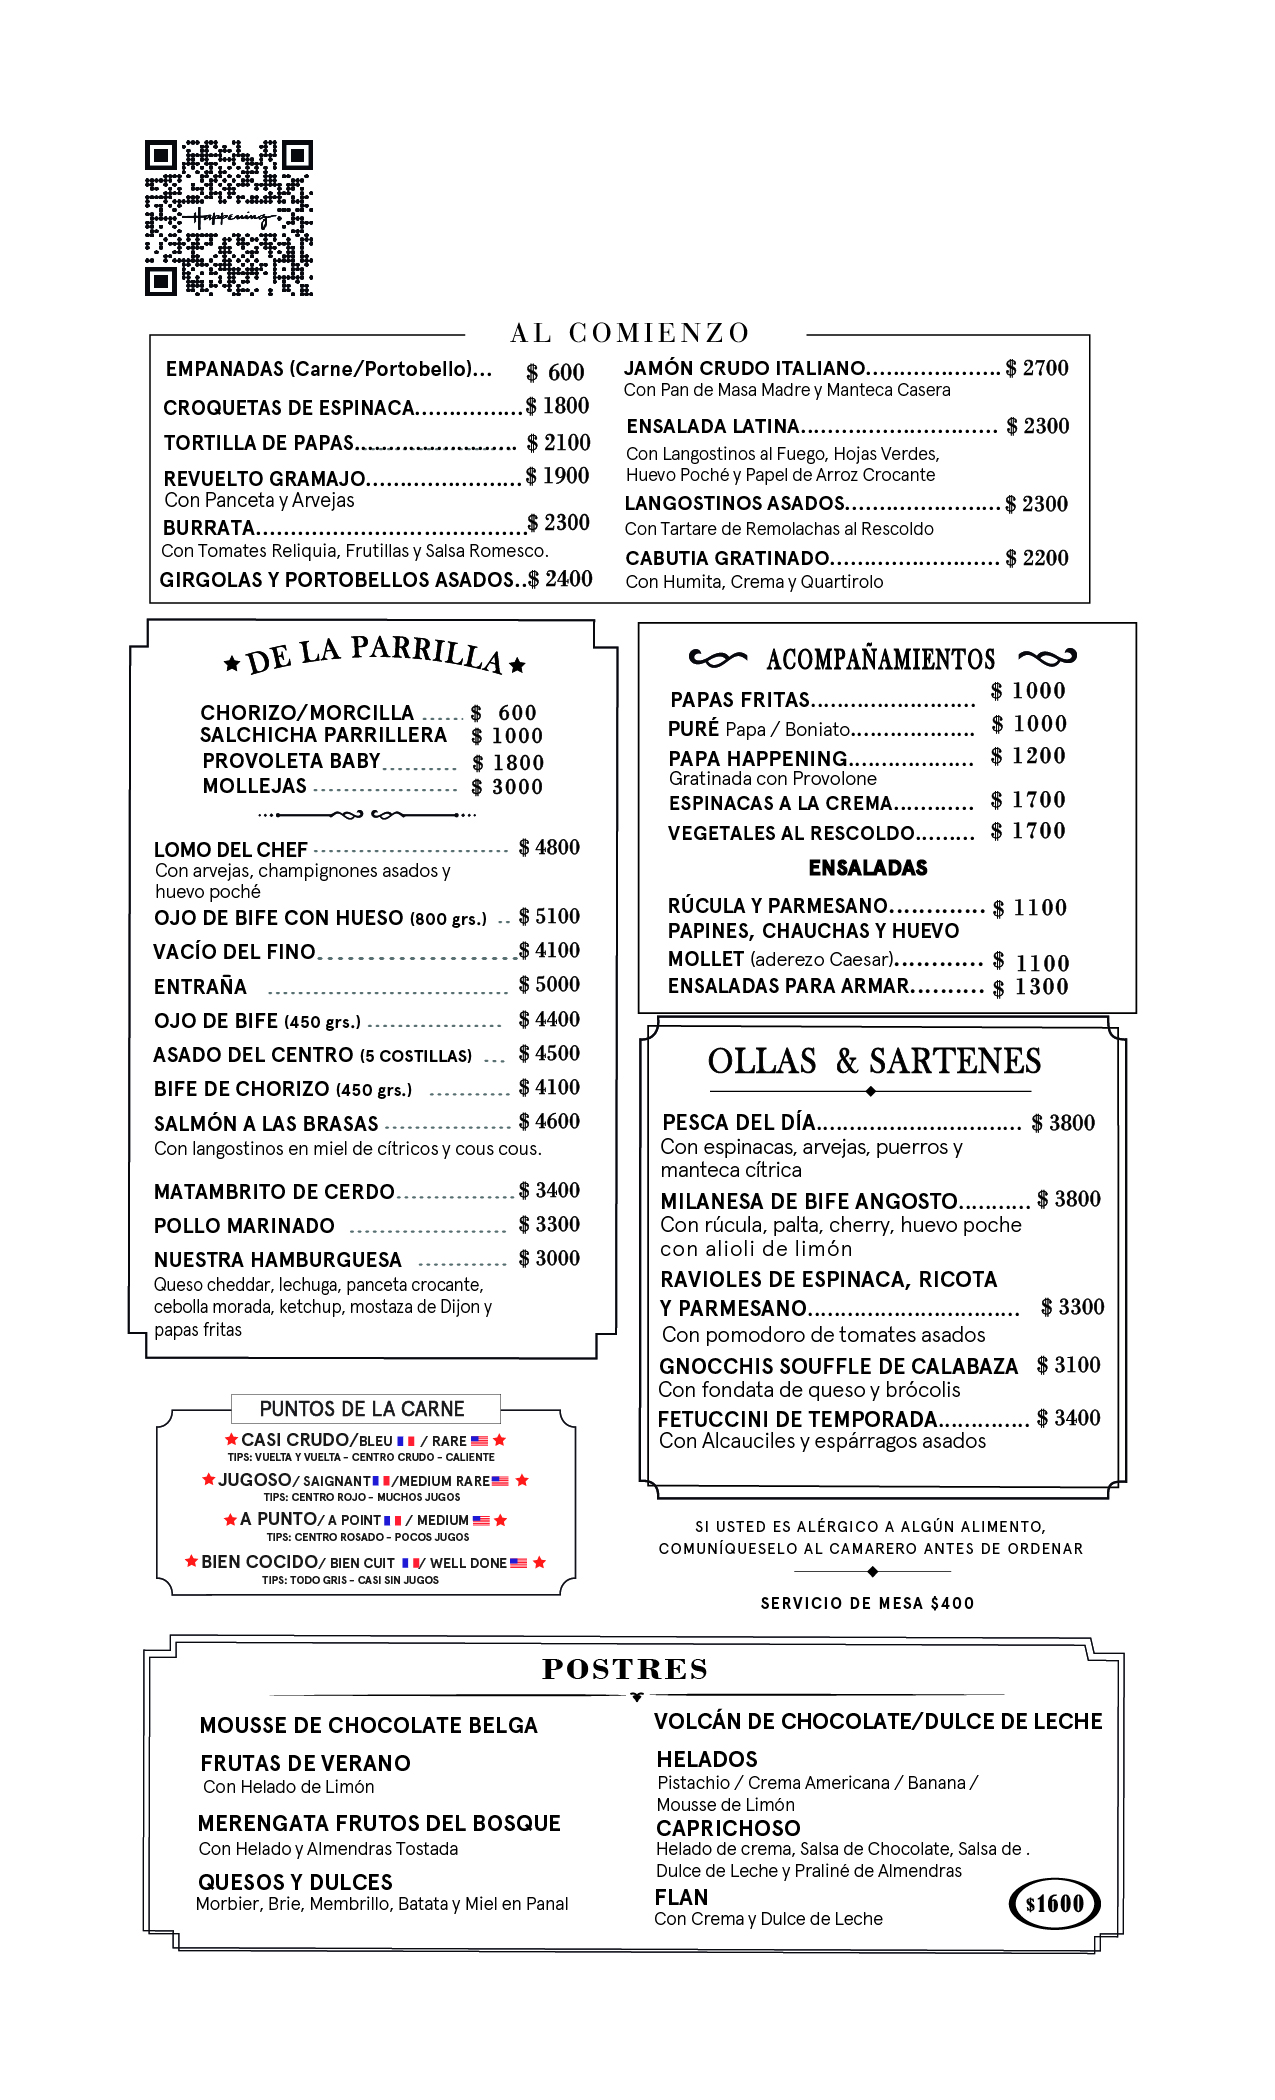 Happening
AL COMIENZO
EMPANADAS (Carne/Portobello)... $ 600
CROQUETAS DE ESPINACA................$ 1800
TORTILLA DE PAPAS........................ $ 2100
REVUELTO GRAMAJO.......................$ 1900
Con Panceta y Arvejas
BURRATA........................................$ 2300
Con Tomates Reliquia, Frutillas y Salsa Romesco.
GIRGOLAS Y PORTOBELLOS ASADOS..$ 2400
JAMÓN CRUDO ITALIANO....................$ 2700
Con Pan de Masa Madre y Manteca Casera
ENSALADA LATINA............................. $ 2300
Con Langostinos al Fuego, Hojas Verdes,
Huevo Poché y Papel de Arroz Crocante
LANGOSTINOS ASADOS.......................$ 2300
Con Tartare de Remolachas al Rescoldo
CABUTIA GRATINADO......................... $ 2200
Con Humita, Crema y Quartirolo
DE LA PARRILLA
CHORIZO/MORCILLA ...... $ 600
SALCHICHA PARRILLERA $ 1000
PROVOLETA BABY........... $ 1800
MOLLEJAS ..................... $ 3000
LOMO DEL CHEF ............................. $ 4800
Con arvejas, champignones asados y
huevo poché
OJO DE BIFE CON HUESO (800 grs.) .. $ 5100
VACÍO DEL FINO......................$ 4100
ENTRAÑA .................................. $ 5000
OJO DE BIFE (450 grs.) ................... $ 4400
ASADO DEL CENTRO (5 COSTILLAS) ... $ 4500
BIFE DE CHORIZO (450 grs.) ............ $ 4100
SALMÓN A LAS BRASAS .................. $ 4600
Con langostinos en miel de cítricos y cous cous.
MATAMBRITO DE CERDO.................$ 3400
POLLO MARINADO ...................... $ 3300
NUESTRA HAMBURGUESA ............. $ 3000
Queso cheddar, lechuga, panceta crocante,
cebolla morada, ketchup, mostaza de Dijon y
papas fritas
ACOMPAÑAMIENTOS
PAPAS FRITAS......................... $ 1000
PURÉ Papa / Boniato................... $ 1000
PAPA HAPPENING................... $ 1200
Gratinada con Provolone
ESPINACAS A LA CREMA............ $ 1700
VEGETALES AL RESCOLDO......... $ 1700
ENSALADAS
RÚCULA Y PARMESANO............ $ 1100
PAPINES, CHAUCHAS Y HUEVO
MOLLET (aderezo Caesar)............ $ 1100
ENSALADAS PARA ARMAR.......... $ 1300
OLLAS & SARTENES
PESCA DEL DÍA............................. $ 3800
Con espinacas, arvejas, puerros y
manteca cítrica
MILANESA DE BIFE ANGOSTO.......... $ 3800
Con rúcula, palta, cherry, huevo poche
con alioli de limón
RAVIOLES DE ESPINACA, RICOTA
Y PARMESANO.............................. $ 3300
Con pomodoro de tomates asados
GNOCCHIS SOUFFLE DE CALABAZA $ 3100
Con fondata de queso y brócolis
FETUCCINI DE TEMPORADA............. $ 3400
Con Alcauciles y espárragos asados
PUNTOS DE LA CARNE
CASI CRUDO/BLEU / RARE
TIPS: VUELTA Y VUELTA - CENTRO CRUDO - CALIENTE
JUGOSO/ SAIGNANT /MEDIUM RARE
TIPS: CENTRO ROJO - MUCHOS JUGOS
A PUNTO/ A POINT / MEDIUM
TIPS: CENTRO ROSADO - POCOS JUGOS
BIEN COCIDO/ BIEN CUIT / WELL DONE
TIPS: TODO GRIS - CASI SIN JUGOS
SI USTED ES ALÉRGICO A ALGÚN ALIMENTO,
COMUNÍQUESELO AL CAMARERO ANTES DE ORDENAR
SERVICIO DE MESA $400
POSTRES
MOUSSE DE CHOCOLATE BELGA
FRUTAS DE VERANO
Con Helado de Limón
MERENGATA FRUTOS DEL BOSQUE
Con Helado y Almendras Tostada
QUESOS Y DULCES
Morbier, Brie, Membrillo, Batata y Miel en Panal
VOLCÁN DE CHOCOLATE/DULCE DE LECHE
HELADOS
Pistachio / Crema Americana / Banana /
Mousse de Limón
CAPRICHOSO
Helado de crema, Salsa de Chocolate, Salsa de .
Dulce de Leche y Praliné de Almendras
FLAN
Con Crema y Dulce de Leche
$1600